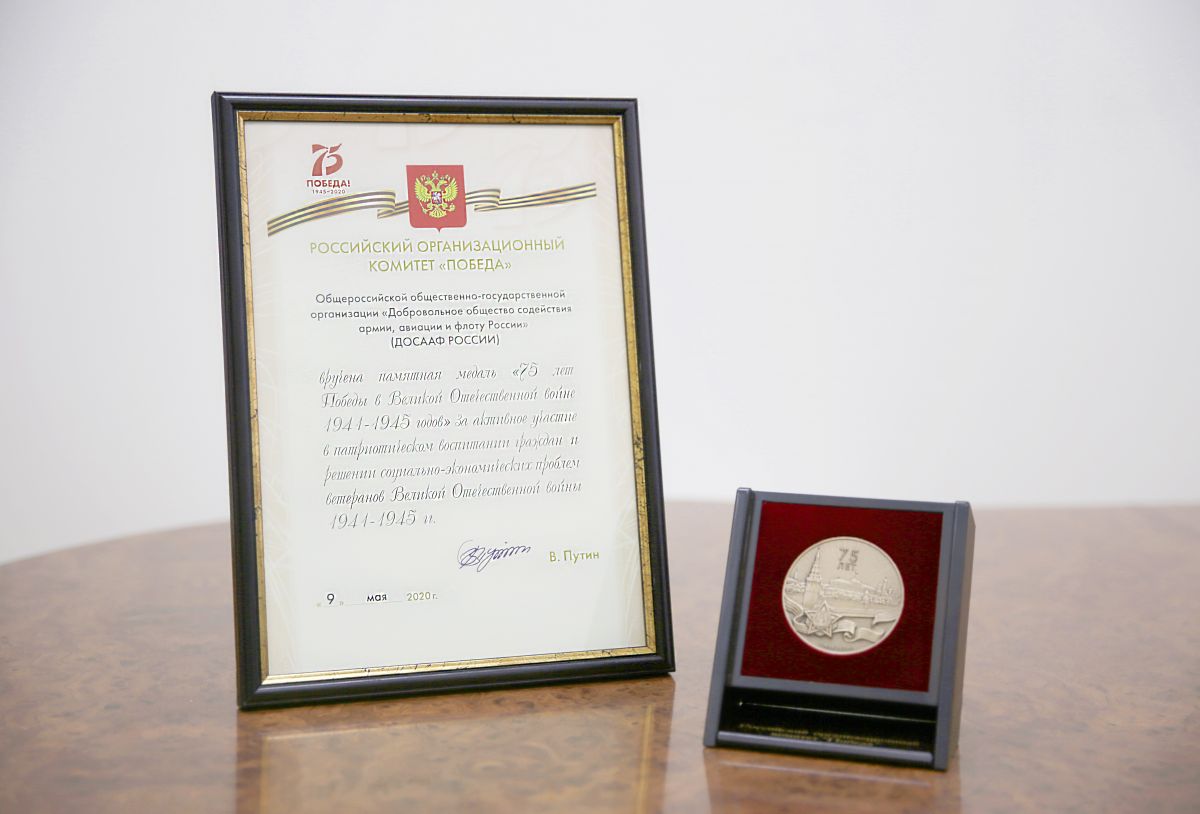 75
ПОБЕДА!
1945-2020
РОССИЙСКИЙ ОРГАНИЗАЦИОННЫЙ
КОМИТЕТ «ПОБЕДА»
Общероссийской общественно-государственной
организации «Добровольное общество содействия
армии, авиации и флоту России»
(ДОСААФ РОССИИ)
вручена памятная медаль «75 лет
Победы в Великой Отечественной войне
1941-1945 годов» за активное участие
в патриотическом воспитании граждан и
решении социально-экономических проблем
ветеранов Великой Отечественной войны
1941-1945 гг.
В. Путин
«9» мая 2020 г.
75
ЛЕТ